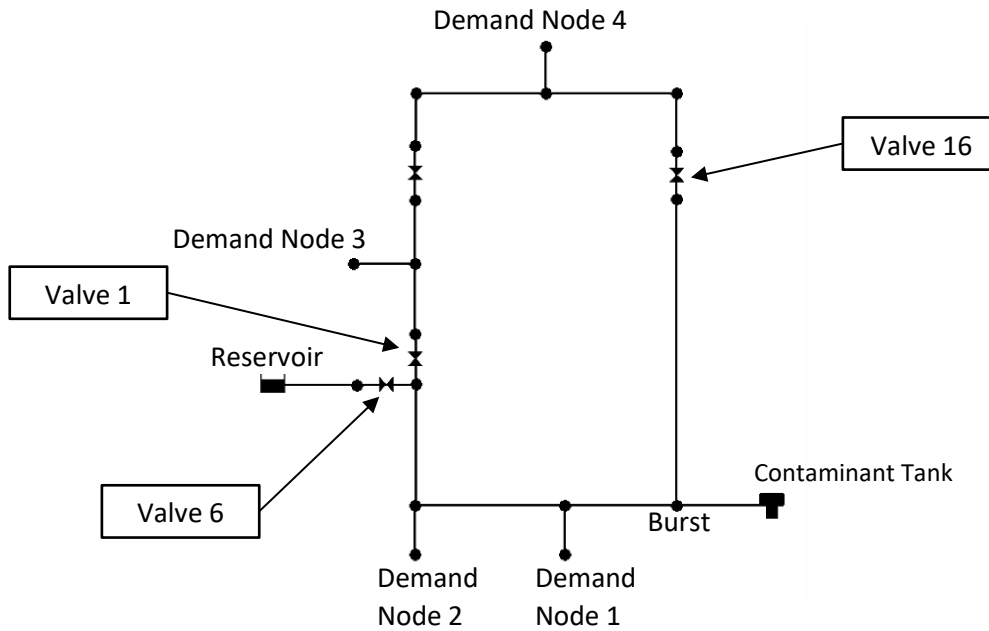 Demand Node 4
Valve 16
Demand Node 3
Valve 1
Reservoir
Contaminant Tank
Valve 6
Burst
Demand
Node 2
Demand
Node 1